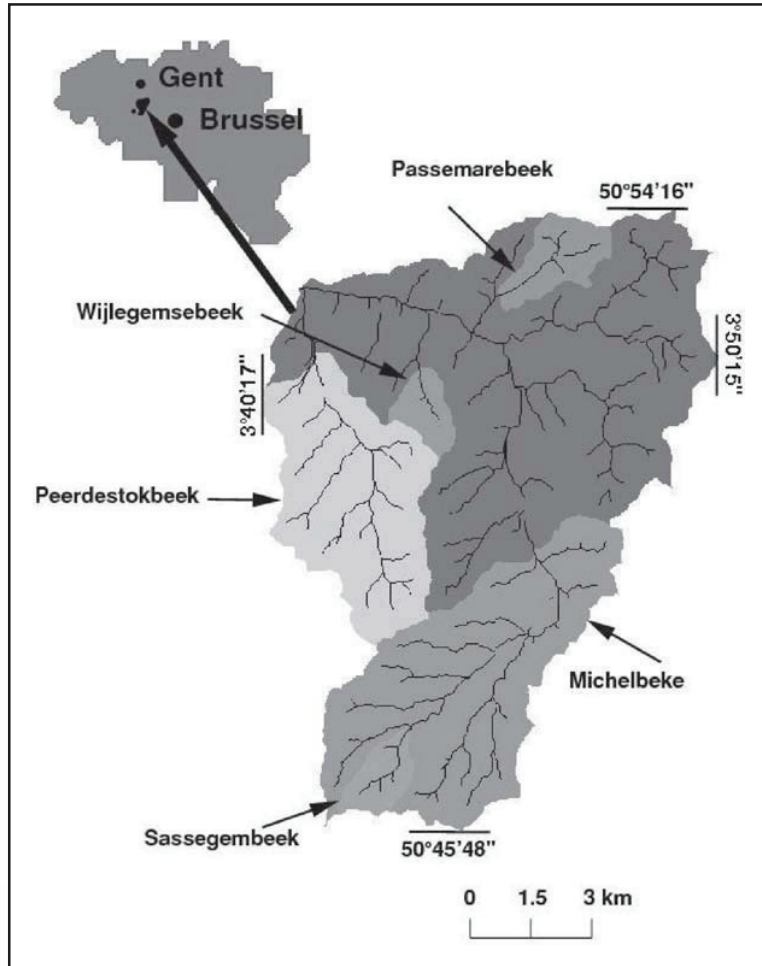 Gent
Brussel
Passemarebeek
50°54'16"
Wijlegemsebeek
3°50'15"
3°40'17"
Peerdestokbeek
Michelbeke
Sassegembeek
50°45'48"
0 1.5 3 km